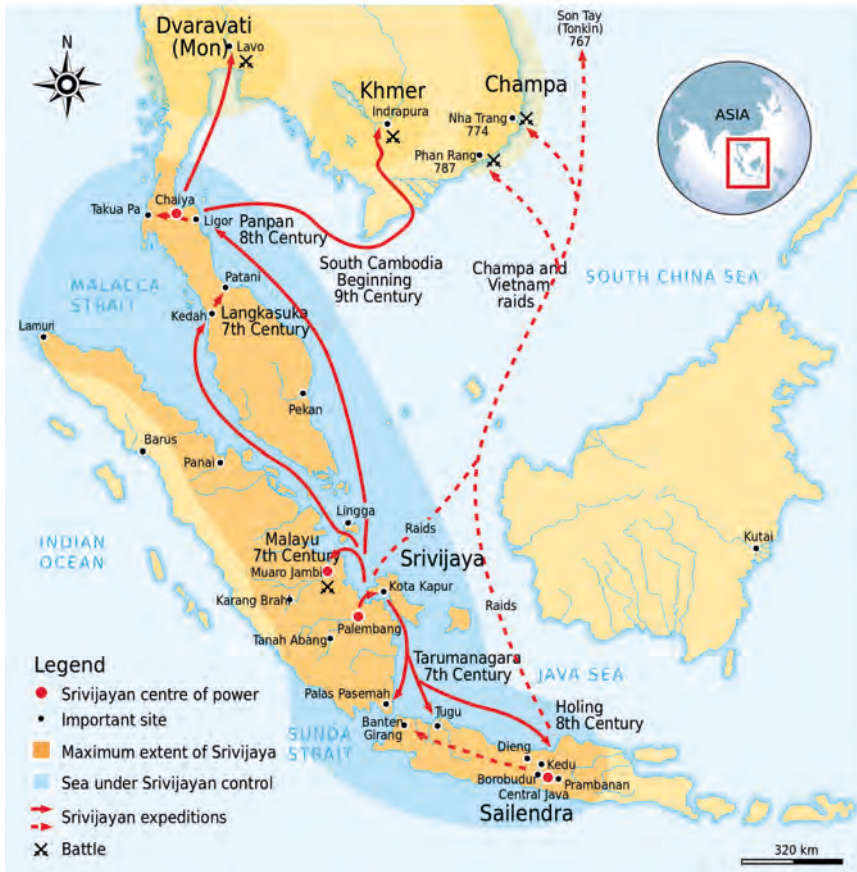 Dvaravati
(Mon)
Lavo
N
Son Tay
(Tonkin)
767
ASIA
Khmer
Indrapura
Champa
Nha Trang
774
Phan Rang
787
Chaiya
Takua Pa
Ligor
Panpan
8th Century
South Cambodia
Beginning
9th Century
Champa and
Vietnam
raids
SOUTH CHINA SEA
MALACCA
STRAIT
Patani
Langkasuka
7th Century
Kedah
Lamuri
Pekan
Barus
Panai
INDIAN
OCEAN
Lingga
Malayu
7th Century
Muaro Jambi
Karang Brah
Raids
Srivijaya
Kota Kapur
Palembang
Tanah Abang
Kutai
Raids
Tarumanagara
7th Century
JAVA SEA
Palas Pasemah
SUNDA
STRAIT
Banten
Girang
Tugu
Holing
8th Century
Dieng
Kedu
Borobudur
Prambanan
Central Java
Sailendra
Legend
Srivijayan centre of power
Important site
Maximum extent of Srivijaya
Sea under Srivijayan control
Srivijayan expeditions
Battle
320 km